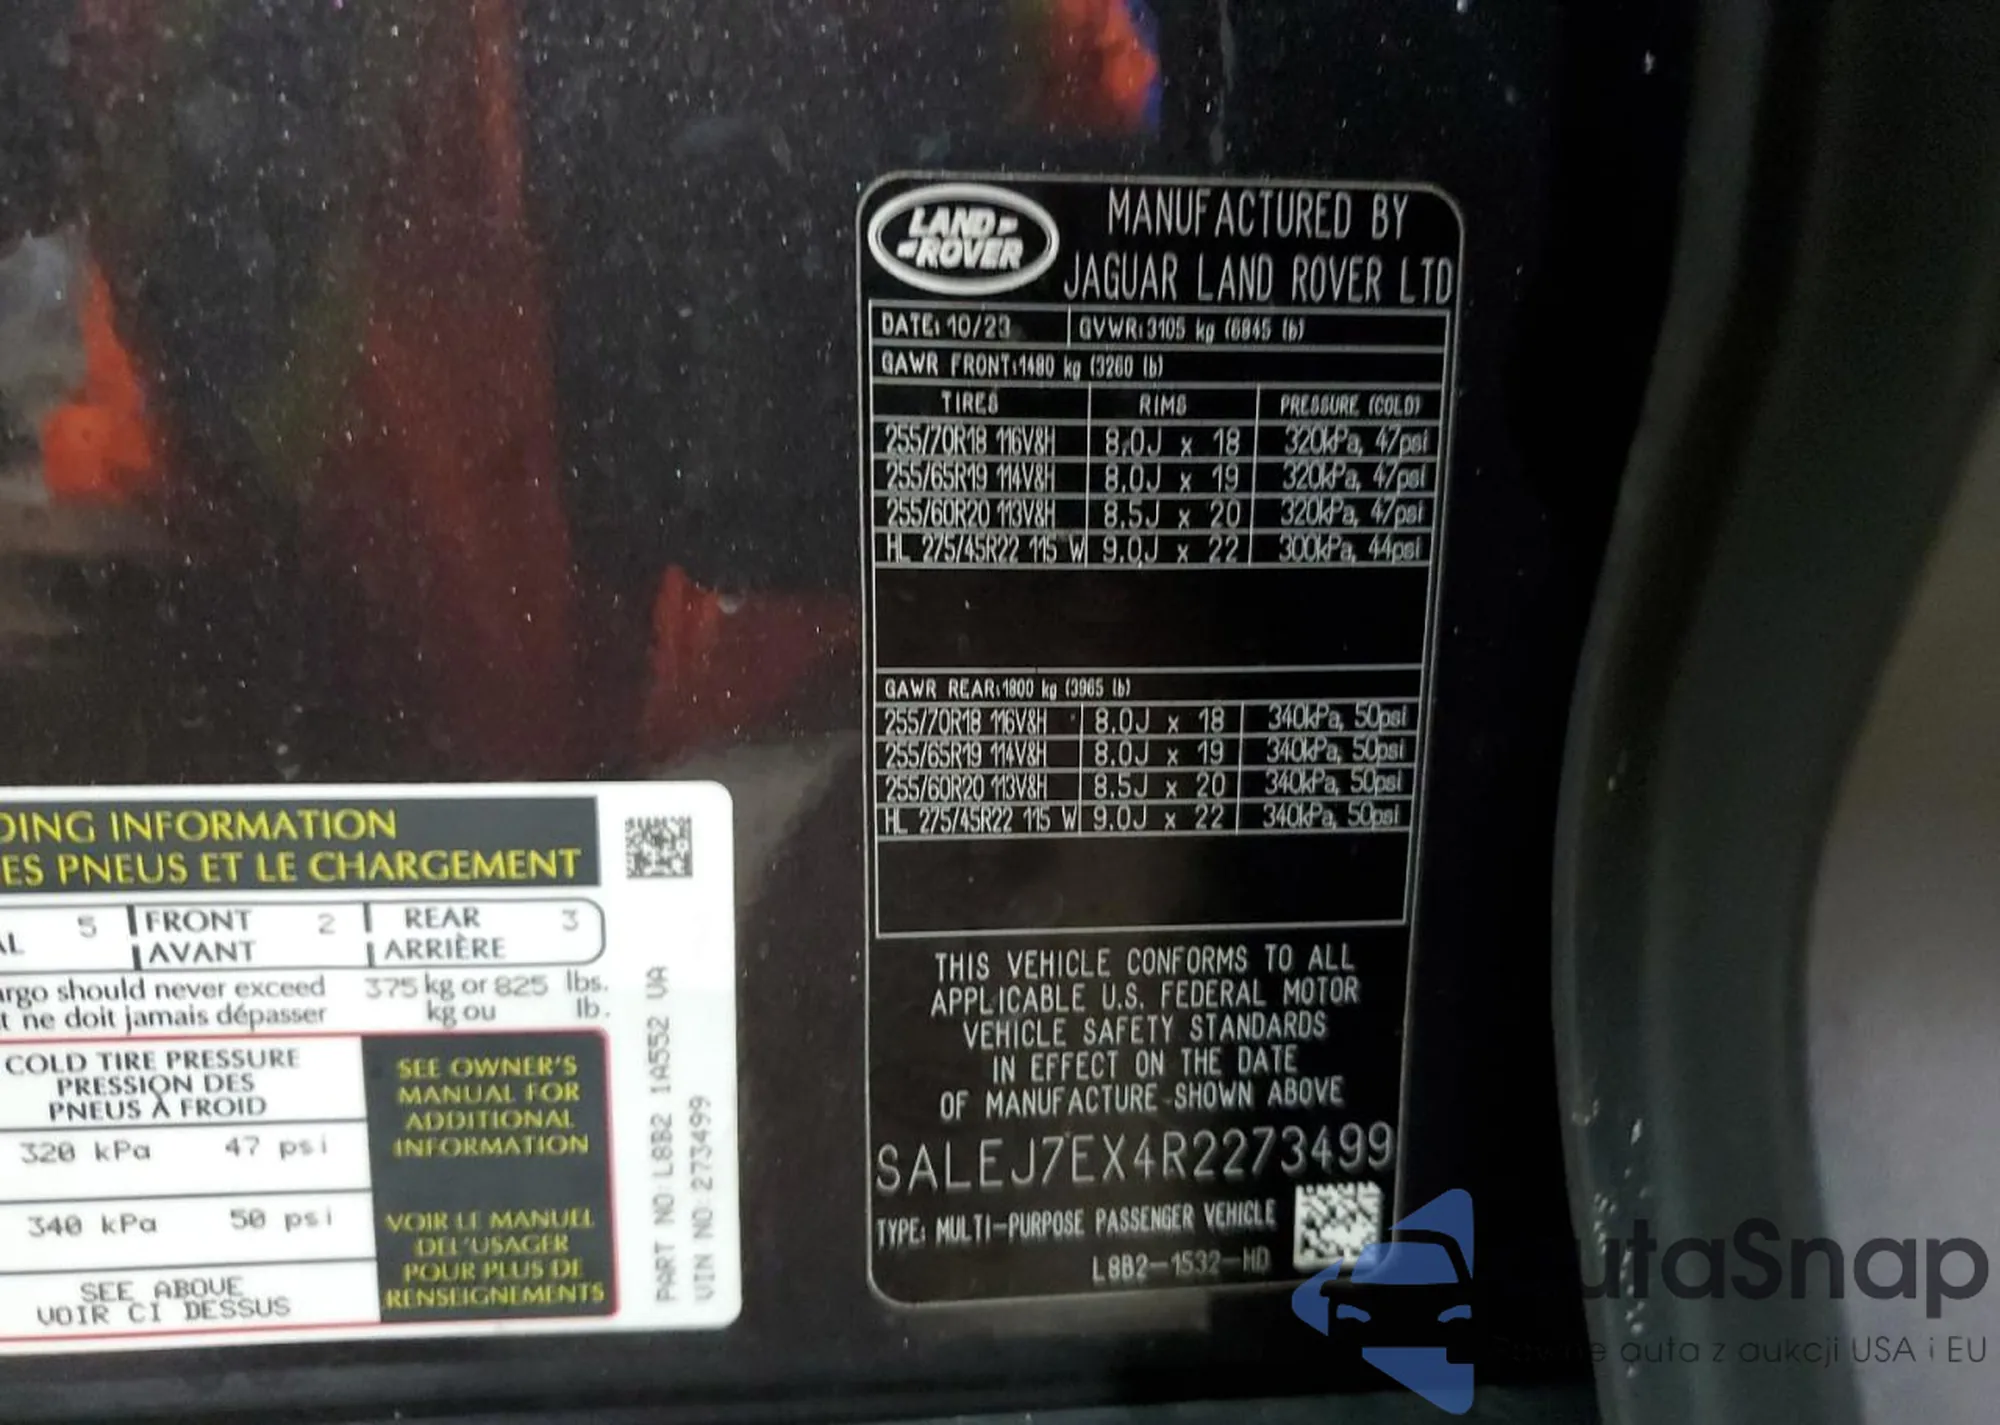 LAND
ROVER
MANUFACTURED BY
JAGUAR LAND ROVER LTD
DATE: 10/23 GVWR: 3105 kg (6845 lb)
GAWR FRONT: 1480 kg (3260 lb)
TIRES RIMS PRESSURE (COLD)
255/70R18 116V&H 8.0J x 18 320kPa, 47psi
255/65R19 114V&H 8.0J x 19 320kPa, 47psi
255/60R20 113V&H 8.5J x 20 320kPa, 47psi
HL 275/45R22 115 W 9.0J x 22 300kPa, 44psi
GAWR REAR: 1800 kg (3965 lb)
255/70R18 116V&H 8.0J x 18 340kPa, 50psi
255/65R19 114V&H 8.0J x 19 340kPa, 50psi
255/60R20 113V&H 8.5J x 20 340kPa, 50psi
HL 275/45R22 115 W 9.0J x 22 340kPa, 50psi
THIS VEHICLE CONFORMS TO ALL
APPLICABLE U.S. FEDERAL MOTOR
VEHICLE SAFETY STANDARDS
IN EFFECT ON THE DATE
OF MANUFACTURE SHOWN ABOVE
SALEJ7EX4R2273499
TYPE: MULTI-PURPOSE PASSENGER VEHICLE
L8B2-1532-HD
DING INFORMATION
ES PNEUS ET LE CHARGEMENT
AL 5 FRONT 2 REAR 3
AVANT ARRIÈRE
argo should never exceed 375 kg or 825 lbs.
t ne doit jamais dépasser kg ou lb.
COLD TIRE PRESSURE
PRESSION DES
PNEUS À FROID
320 kPa 47 psi
340 kPa 50 psi
SEE ABOVE
VOIR CI DESSUS
SEE OWNER'S
MANUAL FOR
ADDITIONAL
INFORMATION
VOIR LE MANUEL
DE L'USAGER
POUR PLUS DE
RENSEIGNEMENTS
PART NO: L8B2 1A552 UA
VIN NO: 273499
utaSnap
auta z aukcji USA i EU